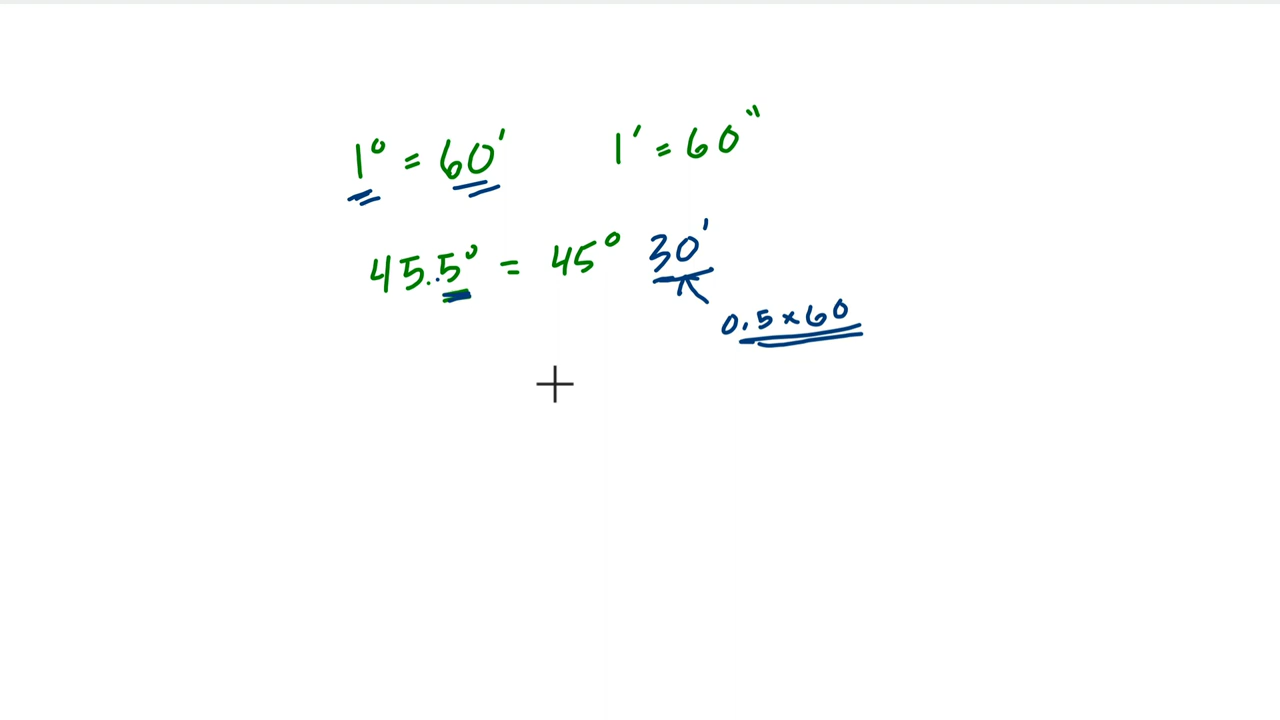 1° = 60' 1' = 60"
45.5° = 45° 30'
0.5 × 60